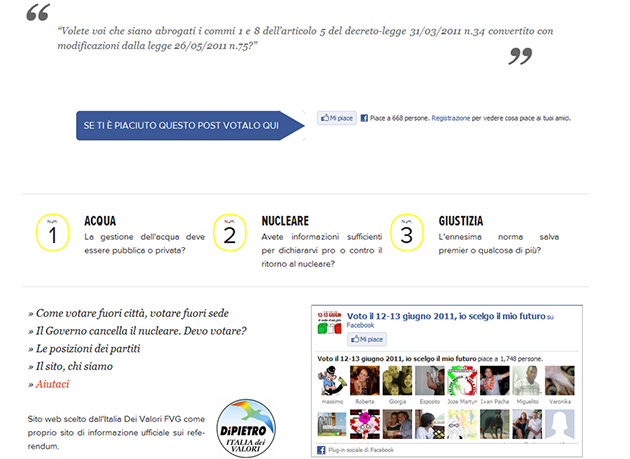 “Volete voi che siano abrogati i commi 1 e 8 dell’articolo 5 del decreto-legge 31/03/2011 n.34 convertito con
modificazioni dalla legge 26/05/2011 n.75?”
SE TI È PIACIUTO QUESTO POST VOTALO QUI
Mi piace
Piace a 668 persone. Registrazione per vedere cosa piace ai tuoi amici.
Num.
1
ACQUA
La gestione dell'acqua deve
essere pubblica o privata?
Num.
2
NUCLEARE
Avete informazioni sufficienti
per dichiararvi pro o contro il
ritorno al nucleare?
Num.
3
GIUSTIZIA
L'ennesima norma salva
premier o qualcosa di più?
» Come votare fuori città, votare fuori sede
» Il Governo cancella il nucleare. Devo votare?
» Le posizioni dei partiti
» Il sito, chi siamo
» Aiutaci
Sito web scelto dall'Italia Dei Valori FVG come
proprio sito di informazione ufficiale sui refe-
rendum.
DiPIETRO
ITALIA dei
VALORI
Voto il 12-13 giugno 2011, io scelgo il mio futuro su
Facebook
Mi piace
Voto il 12-13 giugno 2011, io scelgo il mio futuro piace a 1,748 persone.
massimo Roberta Giorgia Esposito Joze Martyr Ivan Pacha Miguelito Veronika
Plug-in sociale di Facebook